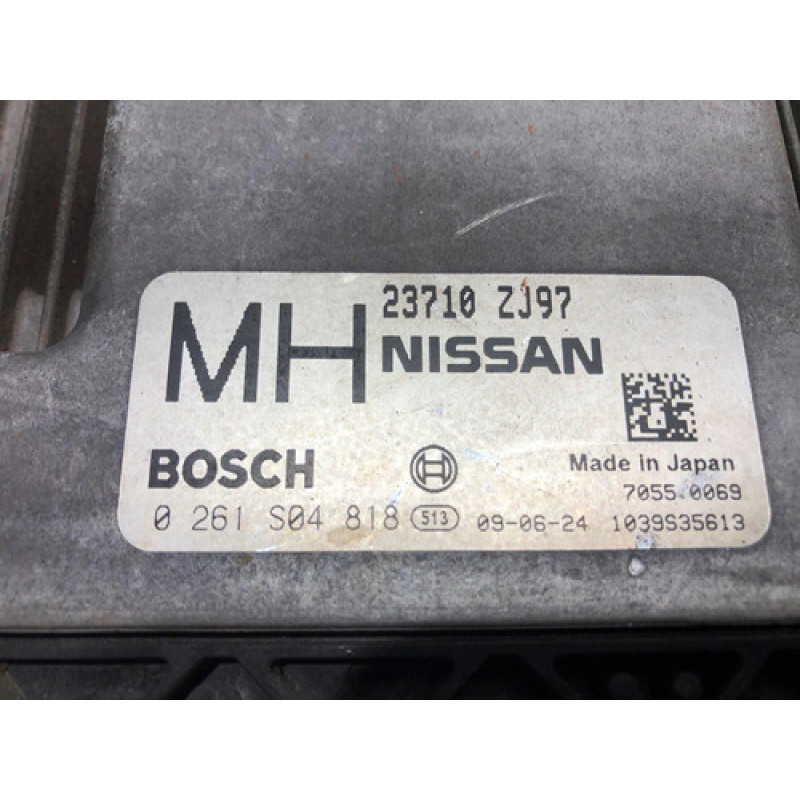 23710 ZJ97
MH NISSAN
BOSCH
Made in Japan
7055 0069
0 261 S04 818 513 09-06-24 1039S35613